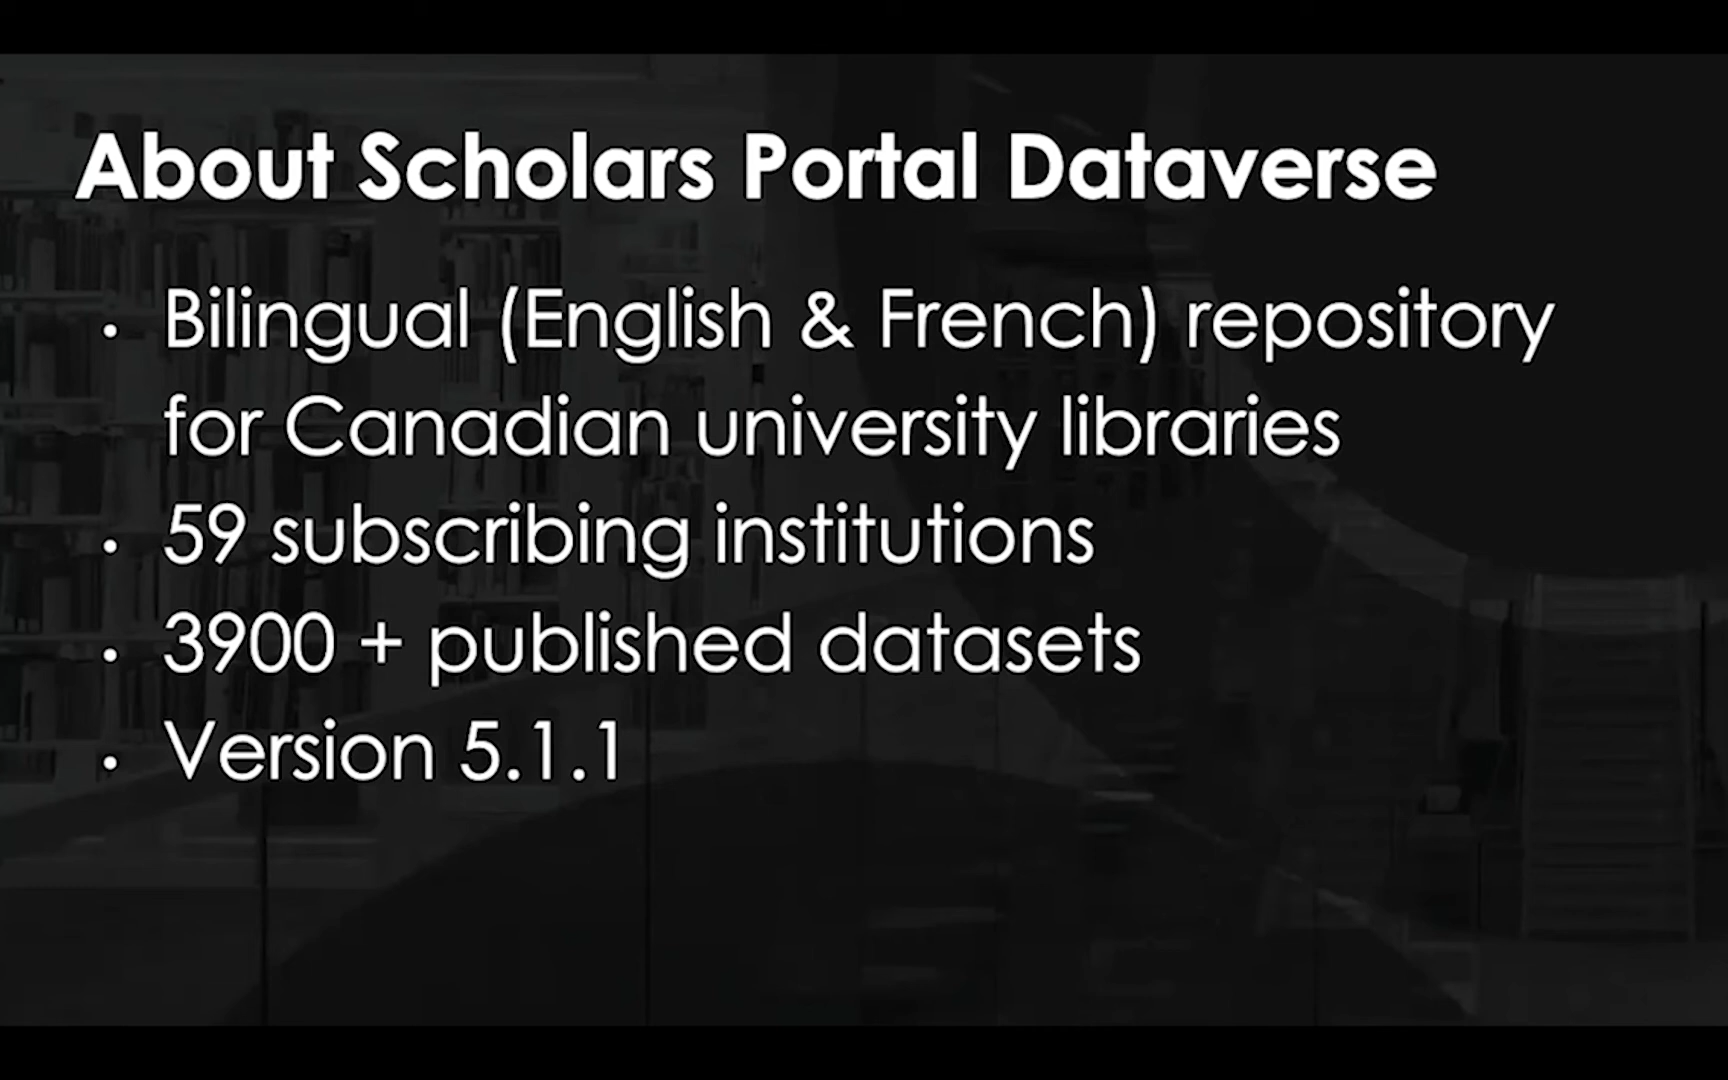 About Scholars Portal Dataverse
• Bilingual (English & French) repository
for Canadian university libraries
• 59 subscribing institutions
• 3900 + published datasets
• Version 5.1.1